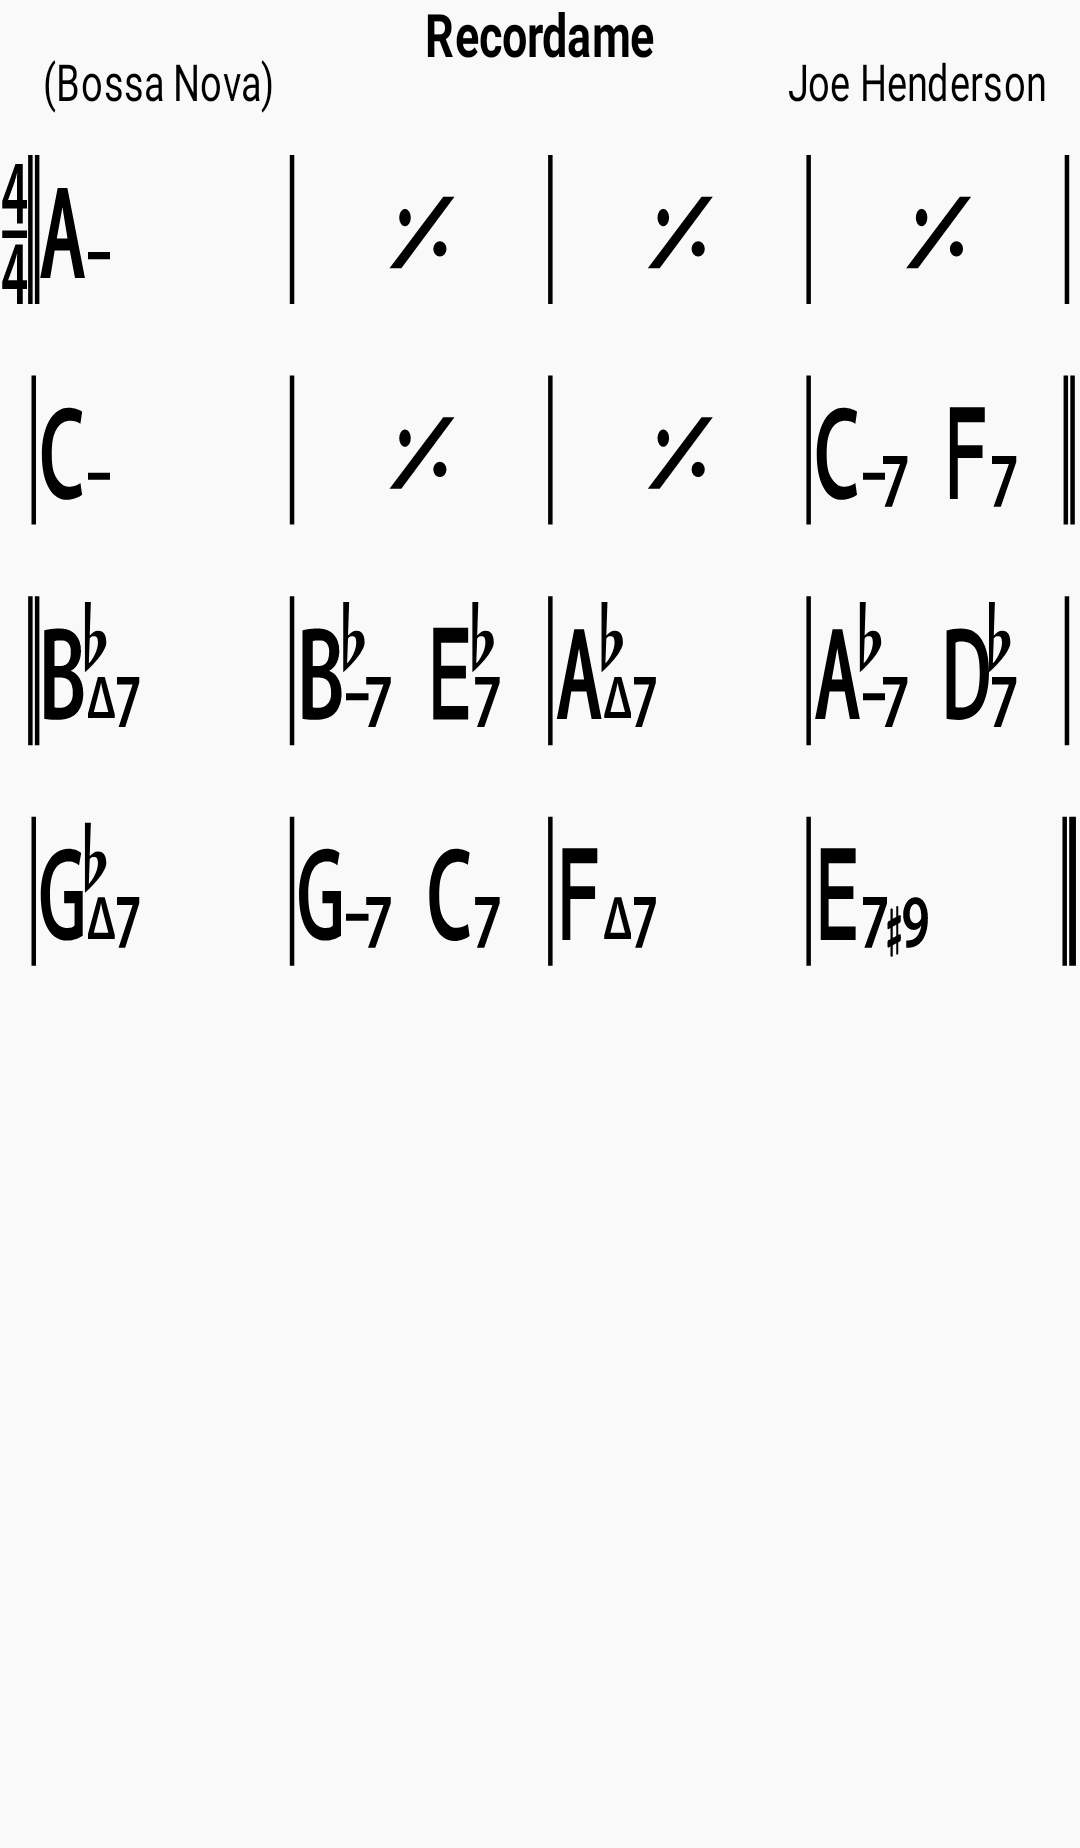 Recordame
(Bossa Nova) Joe Henderson
4/4 A– | 𝄎 | 𝄎 | 𝄎
C– | 𝄎 | 𝄎 | C–7 F7
B♭Δ7 | B♭–7 E♭7 | A♭Δ7 | A♭–7 D♭7
G♭Δ7 | G–7 C7 | FΔ7 | E7♯9